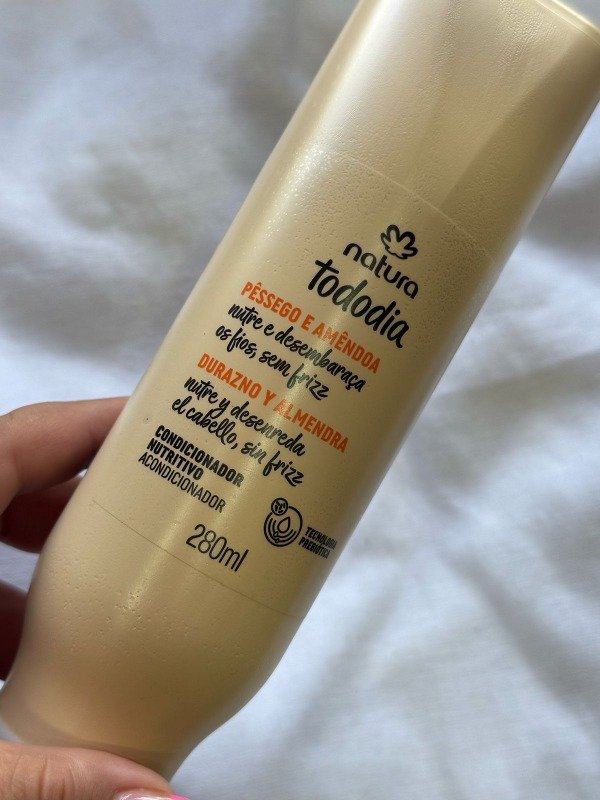 natura
tododia
PÊSSEGO E AMÊNDOA
nutre e desembaraça
os fios, sem frizz
DURAZNO Y ALMENDRA
nutre y desenreda
el cabello, sin frizz
CONDICIONADOR
NUTRITIVO
ACONDICIONADOR
280ml
TECNOLOGIA
PREBIÓTICA